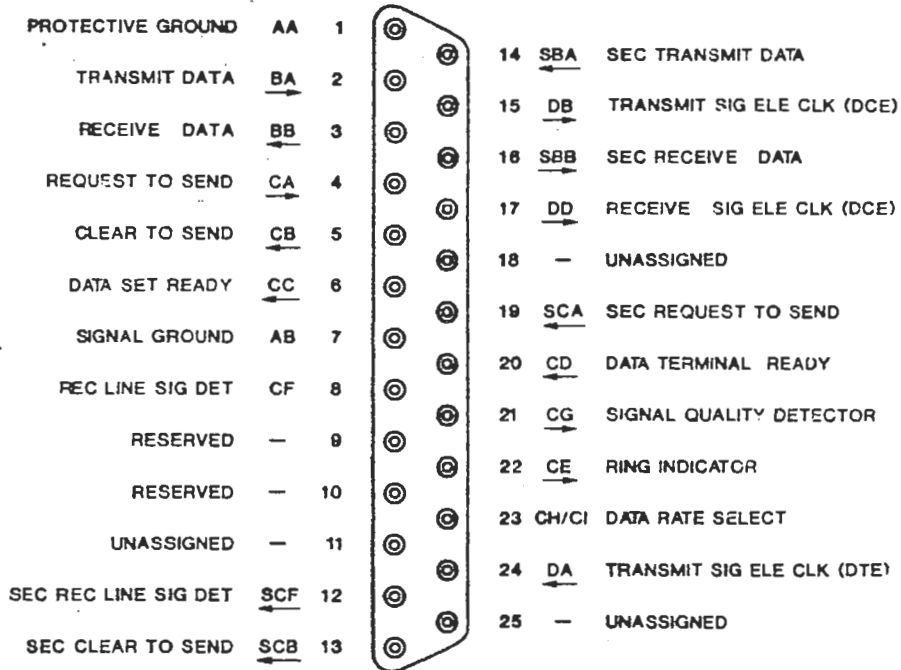 PROTECTIVE GROUND AA 1
TRANSMIT DATA BA 2
RECEIVE DATA BB 3
REQUEST TO SEND CA 4
CLEAR TO SEND CB 5
DATA SET READY CC 6
SIGNAL GROUND AB 7
REC LINE SIG DET CF 8
RESERVED — 9
RESERVED — 10
UNASSIGNED — 11
SEC REC LINE SIG DET SCF 12
SEC CLEAR TO SEND SCB 13
14 SBA SEC TRANSMIT DATA
15 DB TRANSMIT SIG ELE CLK (DCE)
16 SBB SEC RECEIVE DATA
17 DD RECEIVE SIG ELE CLK (DCE)
18 — UNASSIGNED
19 SCA SEC REQUEST TO SEND
20 CD DATA TERMINAL READY
21 CG SIGNAL QUALITY DETECTOR
22 CE RING INDICATOR
23 CH/CI DATA RATE SELECT
24 DA TRANSMIT SIG ELE CLK (DTE)
25 — UNASSIGNED